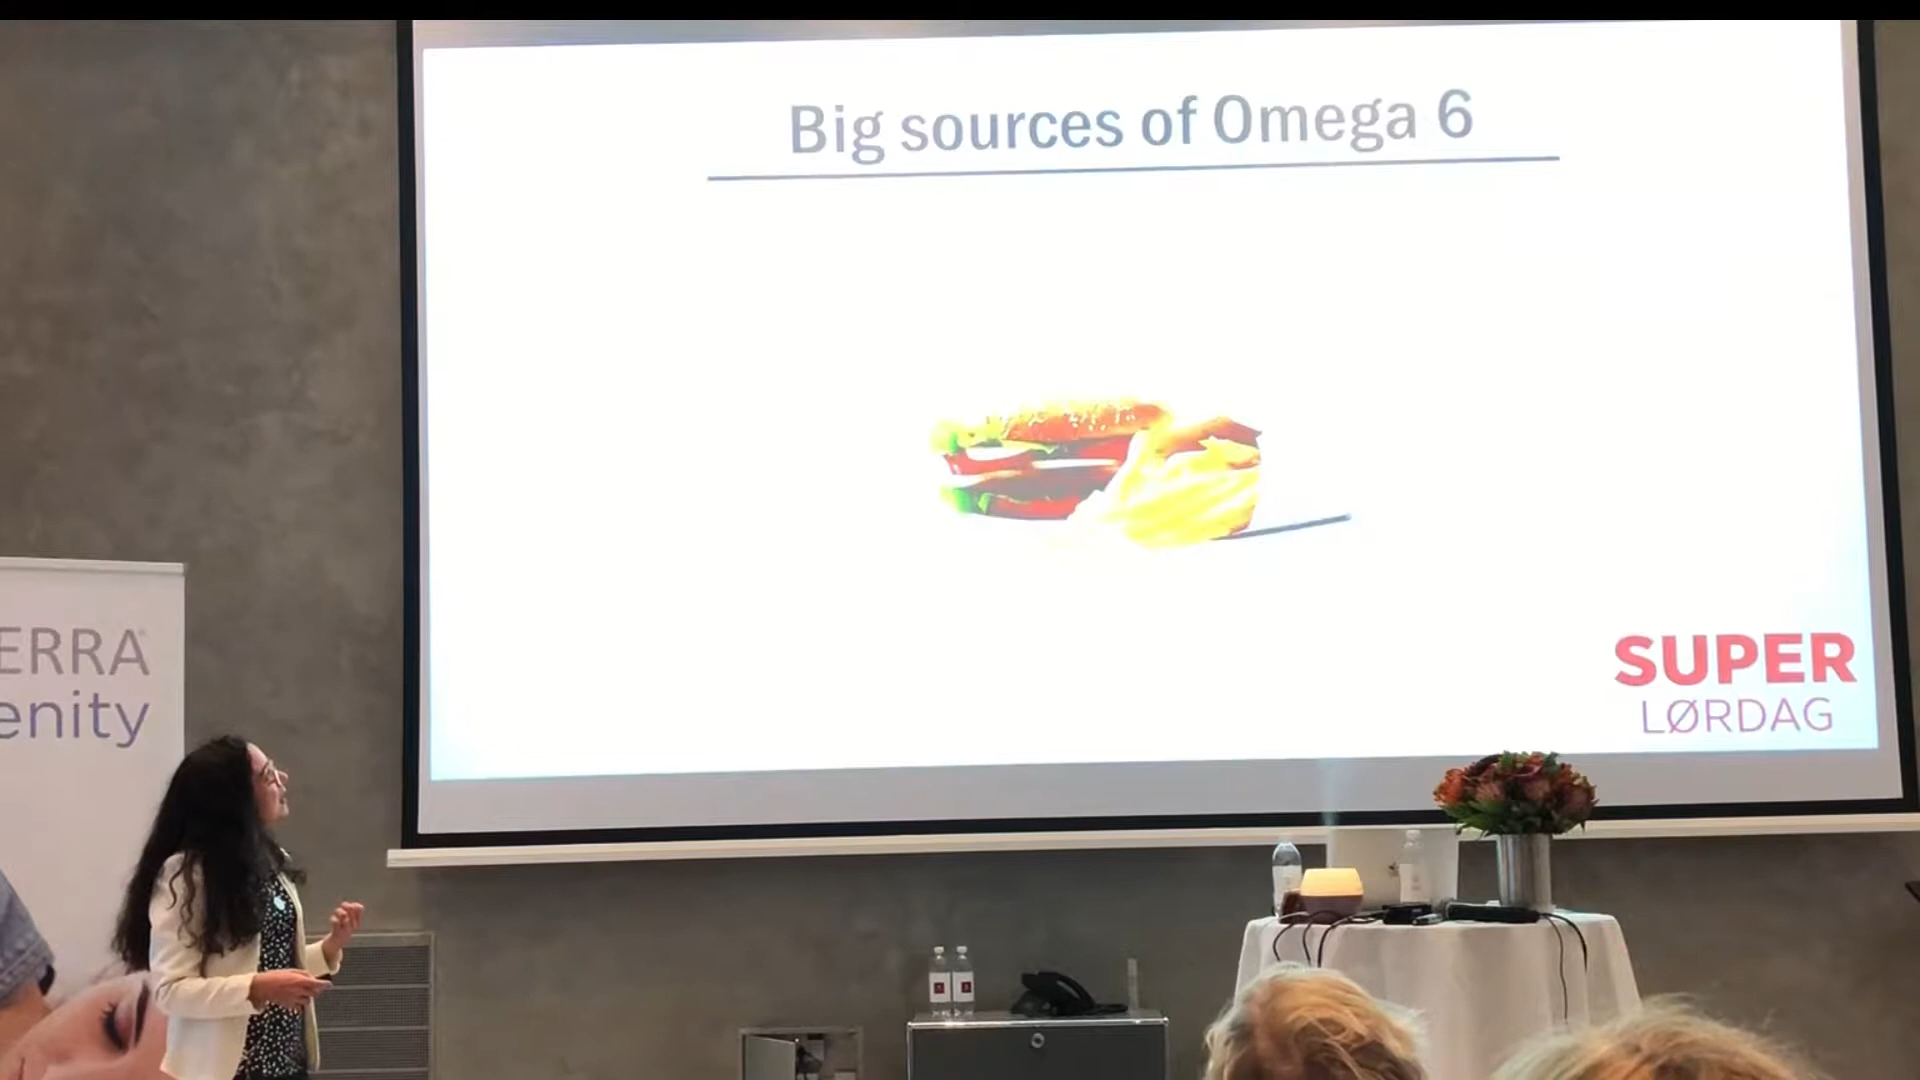 Big sources of Omega 6
SUPER
LØRDAG
ERRA
enity